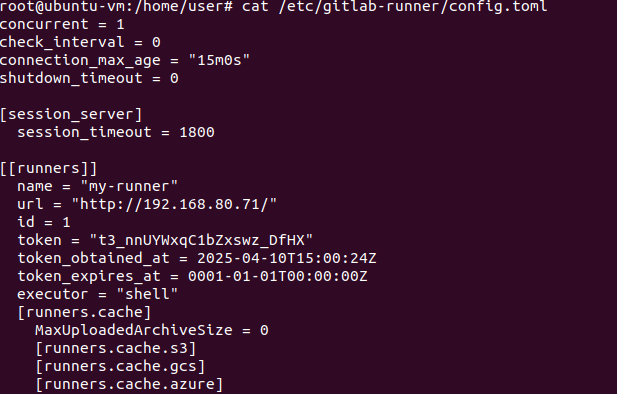 root@ubuntu-vm:/home/user# cat /etc/gitlab-runner/config.toml
concurrent = 1
check_interval = 0
connection_max_age = "15m0s"
shutdown_timeout = 0

[session_server]
  session_timeout = 1800

[[runners]]
  name = "my-runner"
  url = "http://192.168.80.71/"
  id = 1
  token = "t3_nnUYWxqC1bZxswz_DfHX"
  token_obtained_at = 2025-04-10T15:00:24Z
  token_expires_at = 0001-01-01T00:00:00Z
  executor = "shell"
  [runners.cache]
    MaxUploadedArchiveSize = 0
    [runners.cache.s3]
    [runners.cache.gcs]
    [runners.cache.azure]